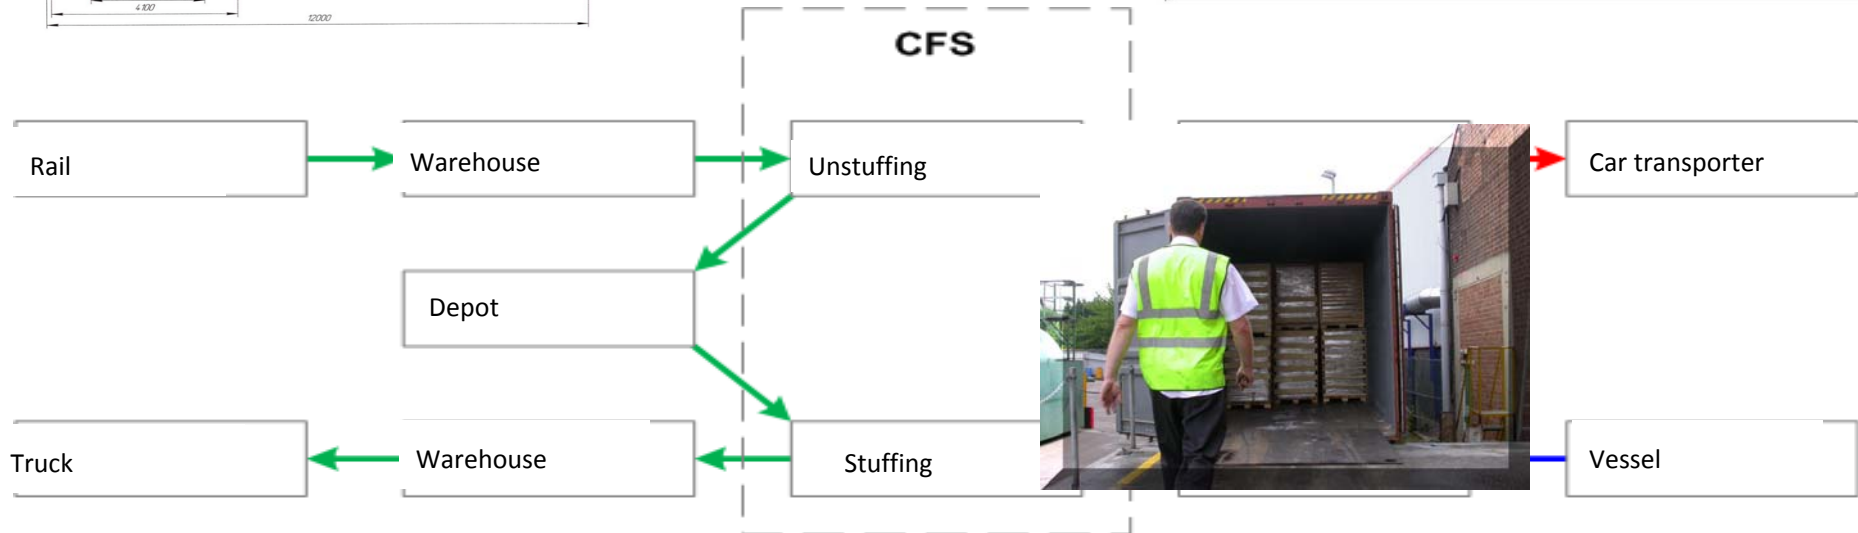 4100
12000
CFS
Rail
Warehouse
Unstuffing
Car transporter
Depot
Truck
Warehouse
Stuffing
Vessel